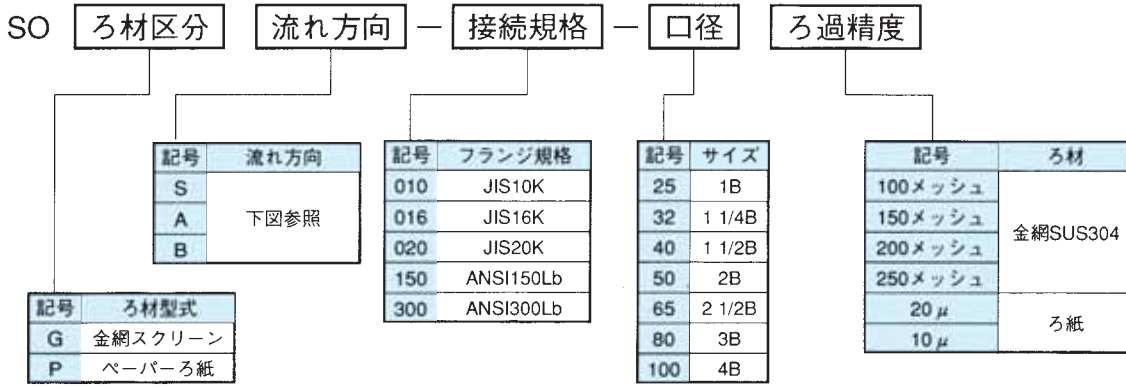 SO ろ材区分 流れ方向 － 接続規格 － 口径 ろ過精度
記号 流れ方向
S
A
B
下図参照
記号 フランジ規格
010 JIS10K
016 JIS16K
020 JIS20K
150 ANSI150Lb
300 ANSI300Lb
記号 サイズ
25 1B
32 1 1/4B
40 1 1/2B
50 2B
65 2 1/2B
80 3B
100 4B
記号 ろ材
100メッシュ
150メッシュ
200メッシュ
250メッシュ
金網SUS304
20μ
10μ
ろ紙
記号 ろ材型式
G 金網スクリーン
P ペーパーろ紙